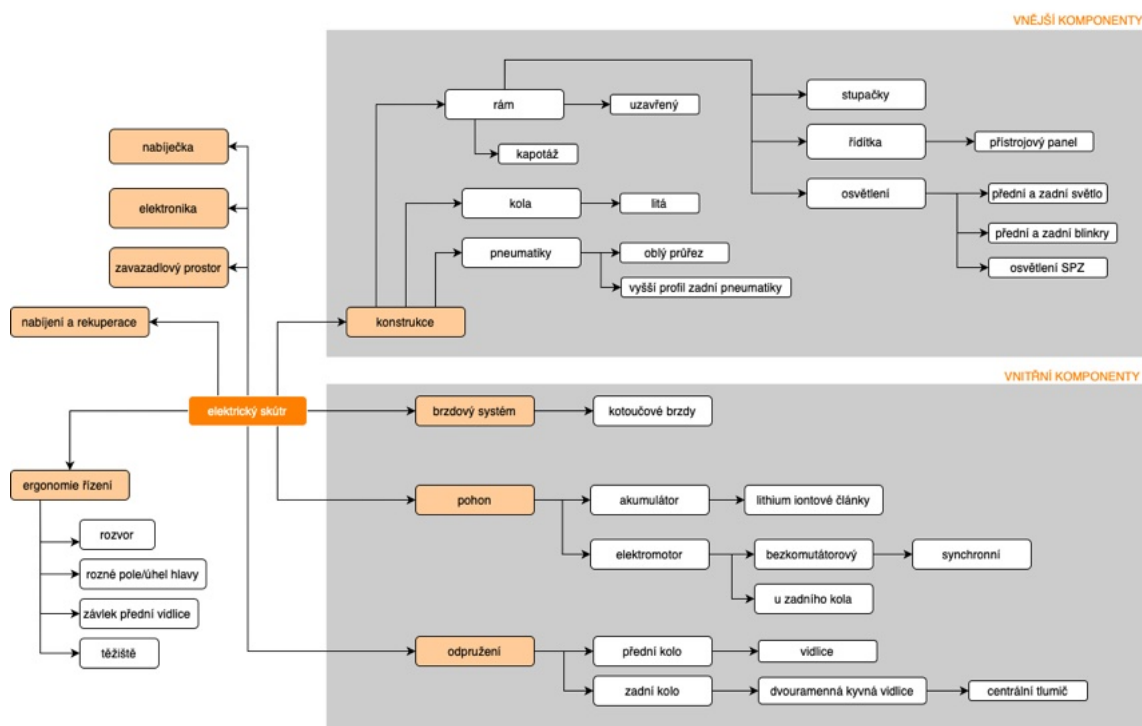 VNĚJŠÍ KOMPONENTY
rám
uzavřený
kapotáž
stupačky
řídítka
přístrojový panel
osvětlení
přední a zadní světlo
přední a zadní blinkry
osvětlení SPZ
kola
litá
pneumatiky
oblý průřez
vyšší profil zadní pneumatiky
konstrukce
nabíječka
elektronika
zavazadlový prostor
nabíjení a rekuperace
elektrický skútr
ergonomie řízení
rozvor
rozné pole/úhel hlavy
závlek přední vidlice
těžiště
VNITŘNÍ KOMPONENTY
brzdový systém
kotoučové brzdy
pohon
akumulátor
lithium iontové články
elektromotor
bezkomutátorový
synchronní
u zadního kola
odpružení
přední kolo
vidlice
zadní kolo
dvouramenná kyvná vidlice
centrální tlumič